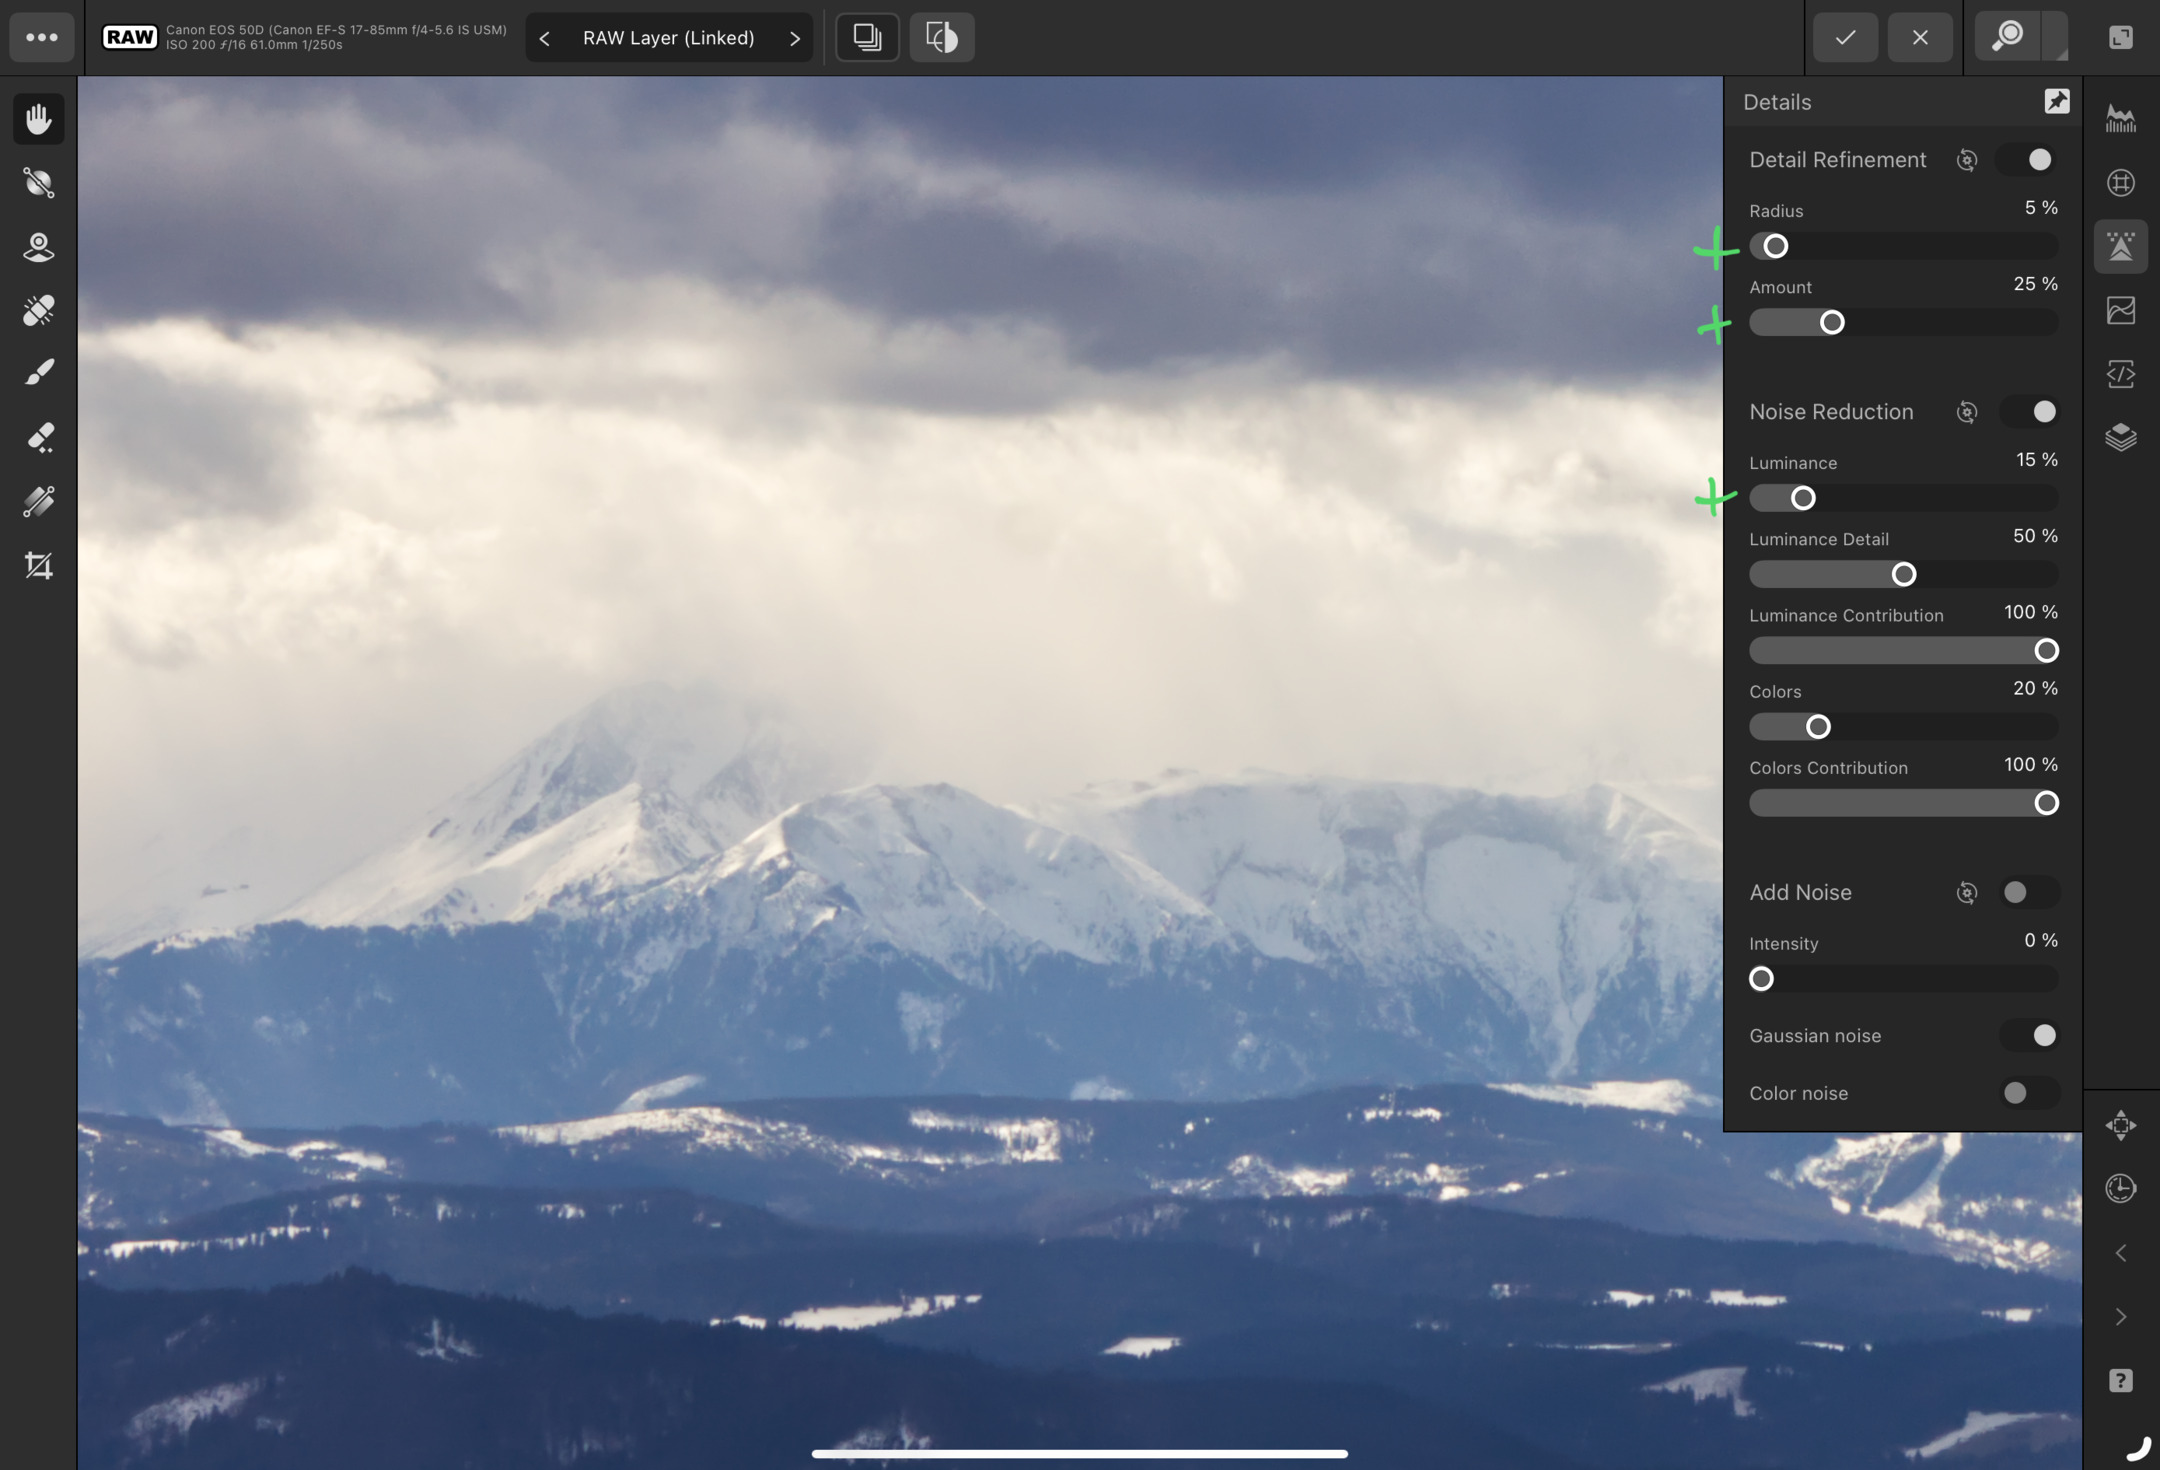 RAW
Canon EOS 50D (Canon EF-S 17-85mm f/4-5.6 IS USM)
ISO 200 ƒ/16 61.0mm 1/250s
RAW Layer (Linked)
Details
Detail Refinement
Radius 5 %
Amount 25 %
Noise Reduction
Luminance 15 %
Luminance Detail 50 %
Luminance Contribution 100 %
Colors 20 %
Colors Contribution 100 %
Add Noise
Intensity 0 %
Gaussian noise
Color noise
?